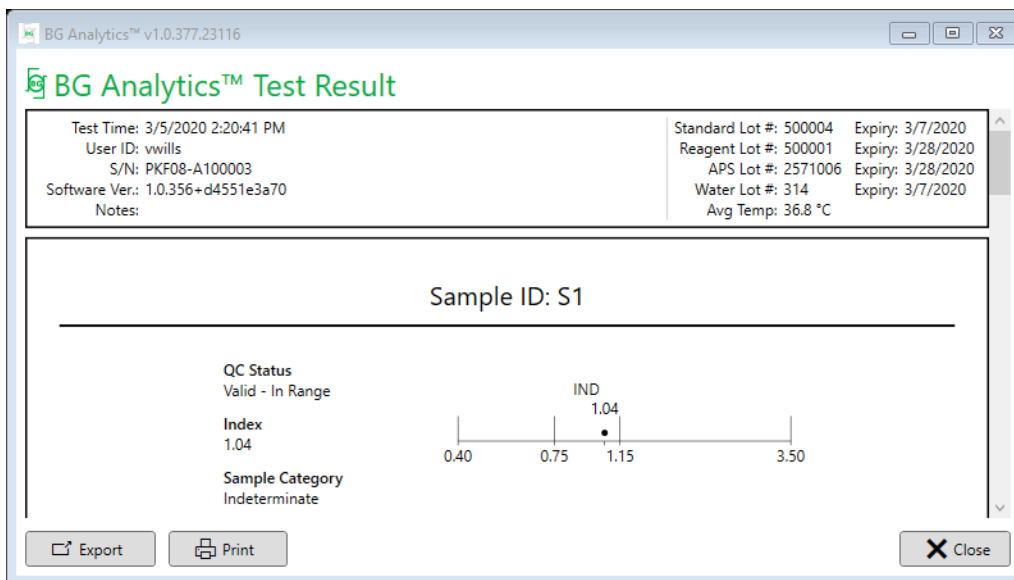 BG Analytics™ v1.0.377.23116
BG Analytics™ Test Result
Test Time: 3/5/2020 2:20:41 PM
User ID: vwills
S/N: PKF08-A100003
Software Ver.: 1.0.356+d4551e3a70
Notes:
Standard Lot #: 500004 Expiry: 3/7/2020
Reagent Lot #: 500001 Expiry: 3/28/2020
APS Lot #: 2571006 Expiry: 3/28/2020
Water Lot #: 314 Expiry: 3/7/2020
Avg Temp: 36.8 °C
Sample ID: S1
QC Status
Valid - In Range
Index
1.04
Sample Category
Indeterminate
IND
1.04
0.40 0.75 1.15 3.50
Export
Print
Close